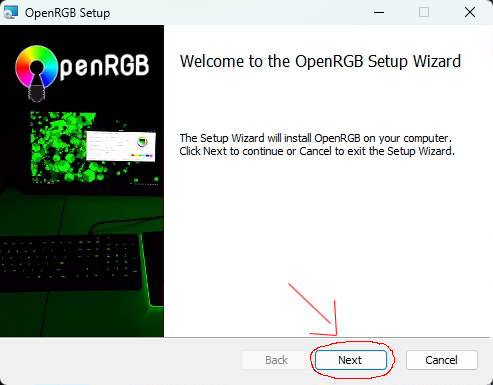 OpenRGB Setup
OpenRGB
Welcome to the OpenRGB Setup Wizard
The Setup Wizard will install OpenRGB on your computer.
Click Next to continue or Cancel to exit the Setup Wizard.
Back
Next
Cancel